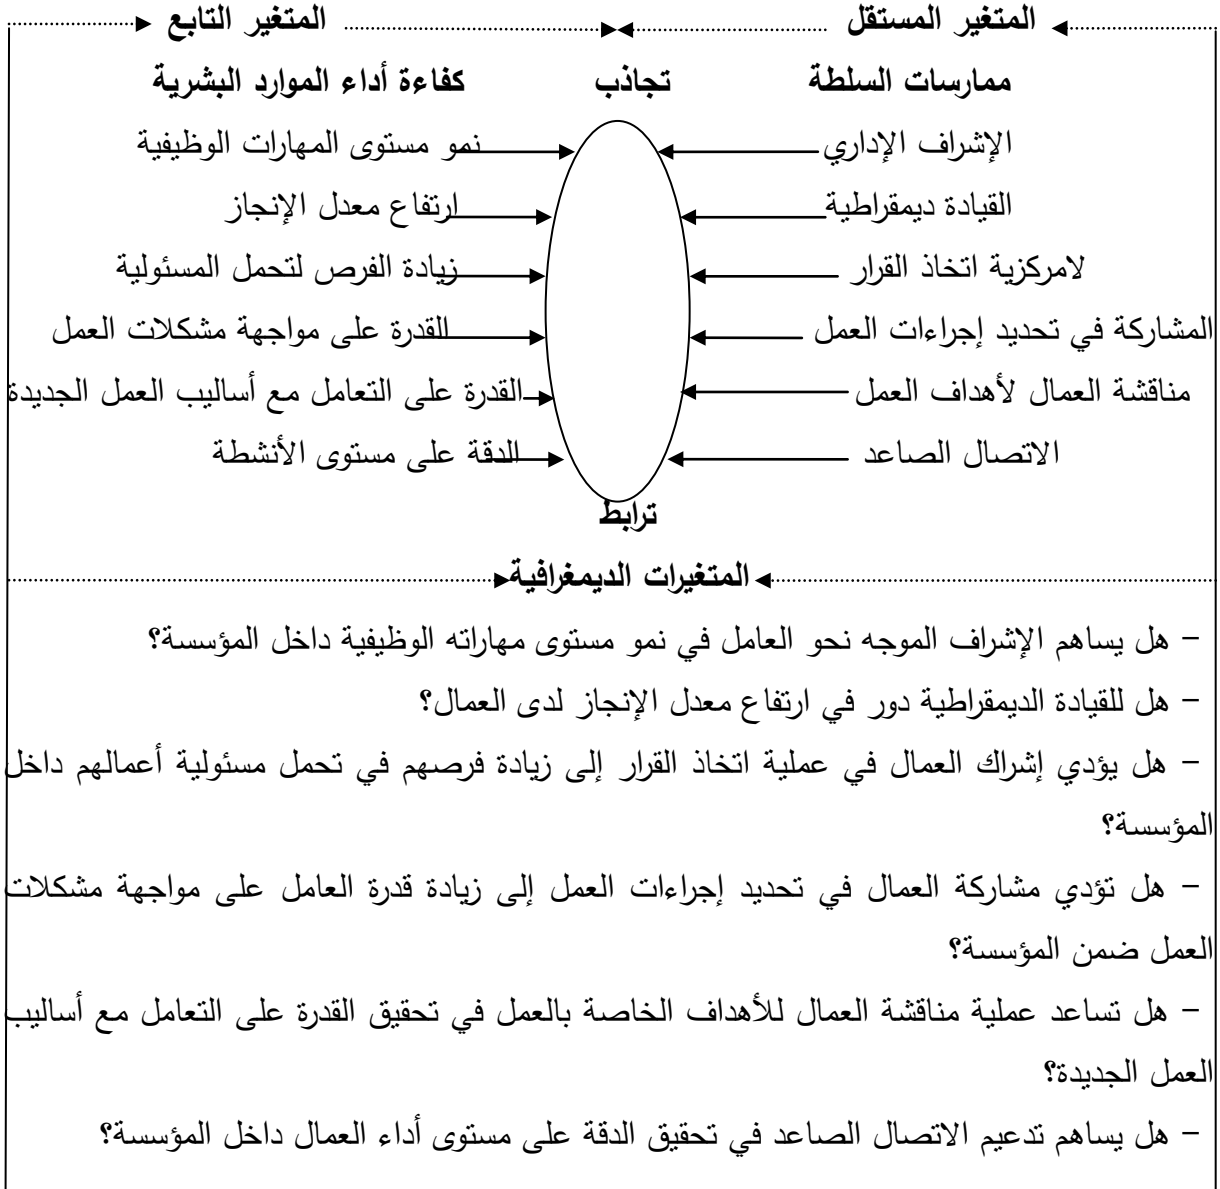 المتغير المستقل المتغير التابع
ممارسات السلطة تجاذب كفاءة أداء الموارد البشرية
الإشراف الإداري نمو مستوى المهارات الوظيفية
القيادة ديمقراطية ارتفاع معدل الإنجاز
لامركزية اتخاذ القرار زيادة الفرص لتحمل المسئولية
المشاركة في تحديد إجراءات العمل القدرة على مواجهة مشكلات العمل
مناقشة العمال لأهداف العمل القدرة على التعامل مع أساليب العمل الجديدة
الاتصال الصاعد الدقة على مستوى الأنشطة
ترابط
المتغيرات الديمغرافية
– هل يساهم الإشراف الموجه نحو العامل في نمو مستوى مهاراته الوظيفية داخل المؤسسة؟
– هل للقيادة الديمقراطية دور في ارتفاع معدل الإنجاز لدى العمال؟
– هل يؤدي إشراك العمال في عملية اتخاذ القرار إلى زيادة فرصهم في تحمل مسئولية أعمالهم داخل
المؤسسة؟
– هل تؤدي مشاركة العمال في تحديد إجراءات العمل إلى زيادة قدرة العامل على مواجهة مشكلات
العمل ضمن المؤسسة؟
– هل تساعد عملية مناقشة العمال للأهداف الخاصة بالعمل في تحقيق القدرة على التعامل مع أساليب
العمل الجديدة؟
– هل يساهم تدعيم الاتصال الصاعد في تحقيق الدقة على مستوى أداء العمال داخل المؤسسة؟